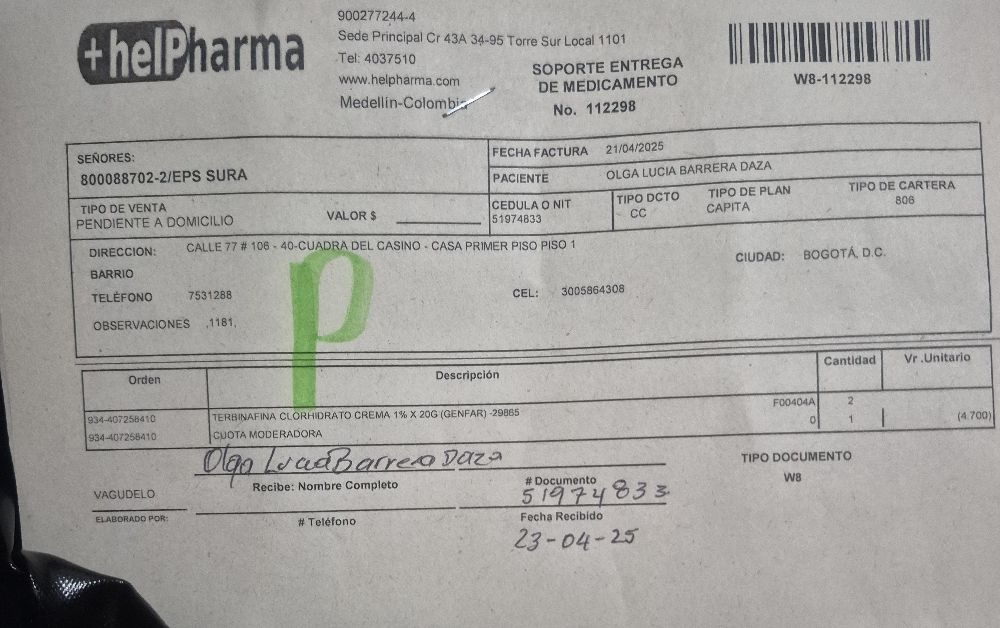 +helPharma
900277244-4
Sede Principal Cr 43A 34-95 Torre Sur Local 1101
Tel: 4037510
www.helpharma.com
Medellín-Colombia
SOPORTE ENTREGA
DE MEDICAMENTO
No. 112298
W8-112298
SEÑORES:
800088702-2/EPS SURA
FECHA FACTURA 21/04/2025
PACIENTE OLGA LUCIA BARRERA DAZA
TIPO DE VENTA
PENDIENTE A DOMICILIO
VALOR $
CEDULA O NIT
51974833
TIPO DCTO
CC
TIPO DE PLAN
CAPITA
TIPO DE CARTERA
806
DIRECCION: CALLE 77 # 106 - 40-CUADRA DEL CASINO - CASA PRIMER PISO PISO 1
CIUDAD: BOGOTÁ, D.C.
BARRIO
TELÉFONO 7531288
CEL: 3005864308
OBSERVACIONES .1181,
P
Orden Descripción Cantidad Vr .Unitario
934-407258410 TERBINAFINA CLORHIDRATO CREMA 1% X 20G (GENFAR) -29865 F00404A 2
934-407258410 CUOTA MODERADORA 0 1 (4.700)
Olga Lucia Barrera Daza
Recibe: Nombre Completo
# Documento
51974833
TIPO DOCUMENTO
W8
VAGUDELO
ELABORADO POR:
# Teléfono
Fecha Recibido
23-04-25